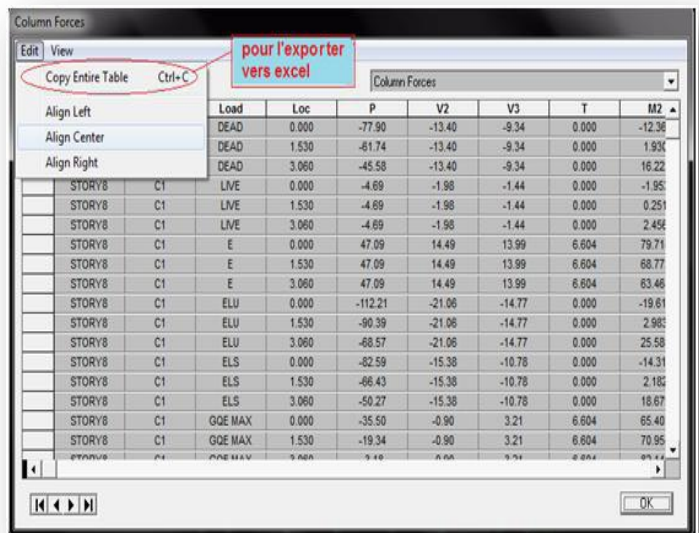 Column Forces
Edit View
pour l'exporter
vers excel
Copy Entire Table Ctrl+C
Column Forces
Align Left
Align Center
Align Right
Load Loc P V2 V3 T M2
DEAD 0.000 -77.90 -13.40 -9.34 0.000 -12.36
DEAD 1.530 -61.74 -13.40 -9.34 0.000 1.930
DEAD 3.060 -45.58 -13.40 -9.34 0.000 16.22
STORY8 C1 LIVE 0.000 -4.69 -1.98 -1.44 0.000 -1.95
STORY8 C1 LIVE 1.530 -4.69 -1.98 -1.44 0.000 0.251
STORY8 C1 LIVE 3.060 -4.69 -1.98 -1.44 0.000 2.456
STORY8 C1 E 0.000 47.09 14.49 13.99 6.604 79.71
STORY8 C1 E 1.530 47.09 14.49 13.99 6.604 68.77
STORY8 C1 E 3.060 47.09 14.49 13.99 6.604 63.46
STORY8 C1 ELU 0.000 -112.21 -21.06 -14.77 0.000 -19.61
STORY8 C1 ELU 1.530 -90.39 -21.06 -14.77 0.000 2.983
STORY8 C1 ELU 3.060 -68.57 -21.06 -14.77 0.000 25.58
STORY8 C1 ELS 0.000 -82.59 -15.38 -10.78 0.000 -14.31
STORY8 C1 ELS 1.530 -66.43 -15.38 -10.78 0.000 2.182
STORY8 C1 ELS 3.060 -50.27 -15.38 -10.78 0.000 18.67
STORY8 C1 GQE MAX 0.000 -35.50 -0.90 3.21 6.604 65.40
STORY8 C1 GQE MAX 1.530 -19.34 -0.90 3.21 6.604 70.95
STORY8 C1 GQE MAX 3.060
OK